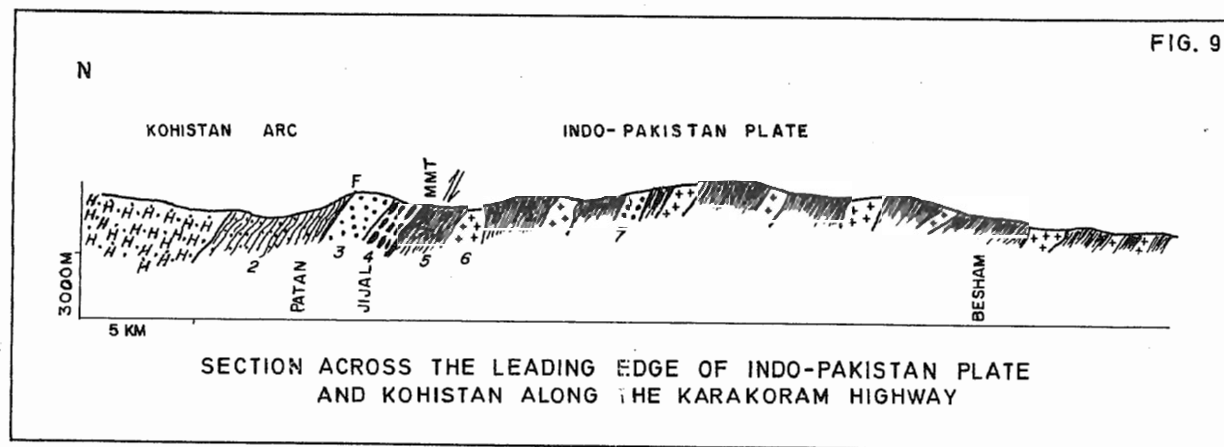 FIG. 9
N
KOHISTAN ARC
INDO-PAKISTAN PLATE
F
MMT
2
3
4
5
6
7
PATAN
JIJAL
BESHAM
3000M
5 KM
SECTION ACROSS THE LEADING EDGE OF INDO-PAKISTAN PLATE
AND KOHISTAN ALONG THE KARAKORAM HIGHWAY